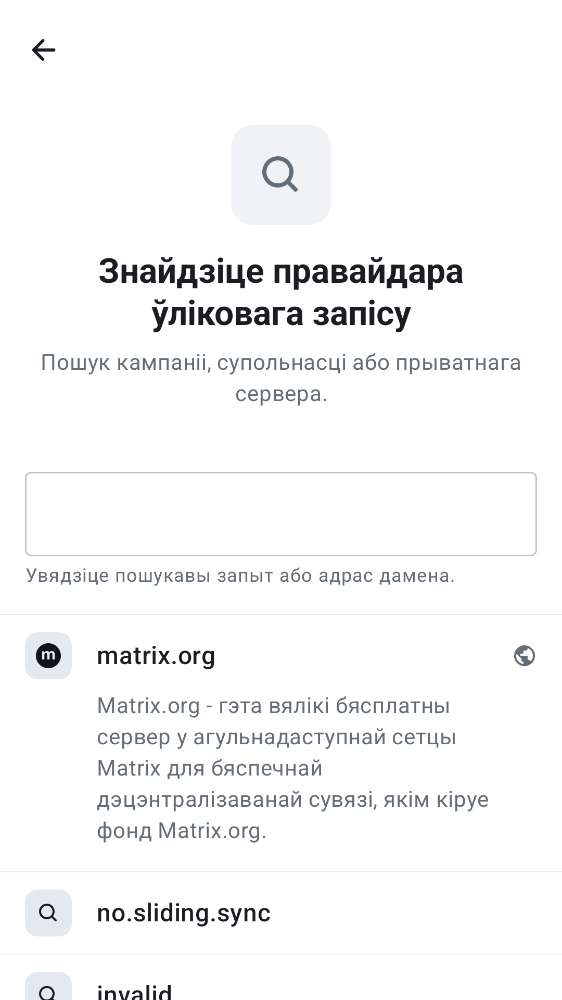 Знайдзіце правайдара
ўліковага запісу
Пошук кампаніі, супольнасці або прыватнага
сервера.
Увядзіце пошукавы запыт або адрас дамена.
m matrix.org
Matrix.org - гэта вялікі бясплатны
сервер у агульнадаступнай сетцы
Matrix для бяспечнай
дэцэнтралізаванай сувязі, якім кіруе
фонд Matrix.org.
no.sliding.sync
invalid